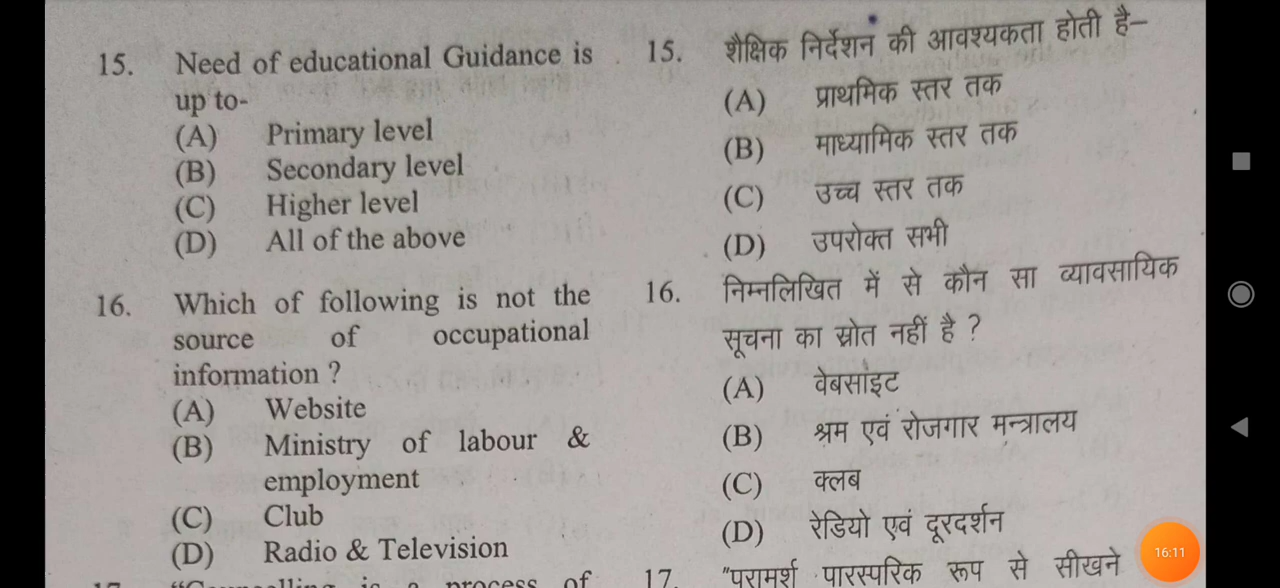 15. Need of educational Guidance is
up to-
(A) Primary level
(B) Secondary level
(C) Higher level
(D) All of the above
16. Which of following is not the
source of occupational
information ?
(A) Website
(B) Ministry of labour &
employment
(C) Club
(D) Radio & Television
15. शैक्षिक निर्देशन की आवश्यकता होती है–
(A) प्राथमिक स्तर तक
(B) माध्यामिक स्तर तक
(C) उच्च स्तर तक
(D) उपरोक्त सभी
16. निम्नलिखित में से कौन सा व्यावसायिक
सूचना का स्रोत नहीं है ?
(A) वेबसाइट
(B) श्रम एवं रोजगार मन्त्रालय
(C) क्लब
(D) रेडियो एवं दूरदर्शन
17. "परामर्श पारस्परिक रूप से सीखने
16:11